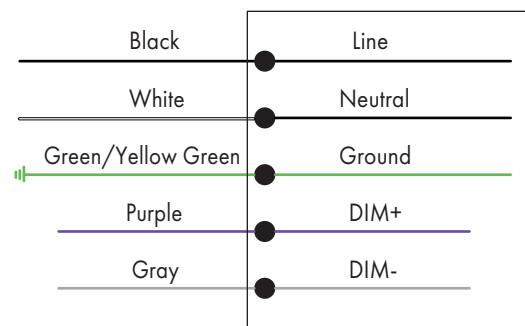 Black Line
White Neutral
Green/Yellow Green Ground
Purple DIM+
Gray DIM-